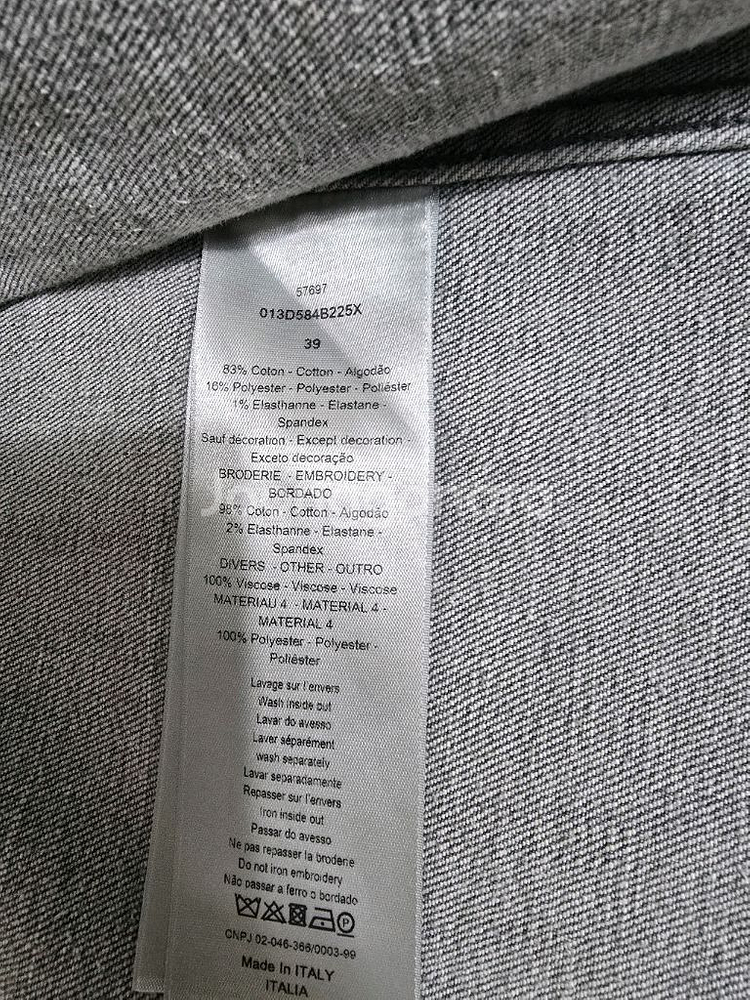 57697
013D584B225X
39
83% Coton - Cotton - Algodão
16% Polyester - Polyester - Poliéster
1% Elasthanne - Elastane -
Spandex
Sauf décoration - Except decoration -
Exceto decoração
BRODERIE - EMBROIDERY -
BORDADO
98% Coton - Cotton - Algodão
2% Elasthanne - Elastane -
Spandex
DIVERS - OTHER - OUTRO
100% Viscose - Viscose - Viscose
MATERIAU 4 - MATERIAL 4 -
MATERIAL 4
100% Polyester - Polyester -
Poliéster
Lavage sur l'envers
Wash inside out
Lavar do avesso
Laver séparément
wash separately
Lavar separadamente
Repasser sur l'envers
Iron inside out
Passar do avesso
Ne pas repasser la broderie
Do not iron embroidery
Não passar a ferro o bordado
P
CNPJ 02-046-366/0003-99
Made In ITALY
ITALIA